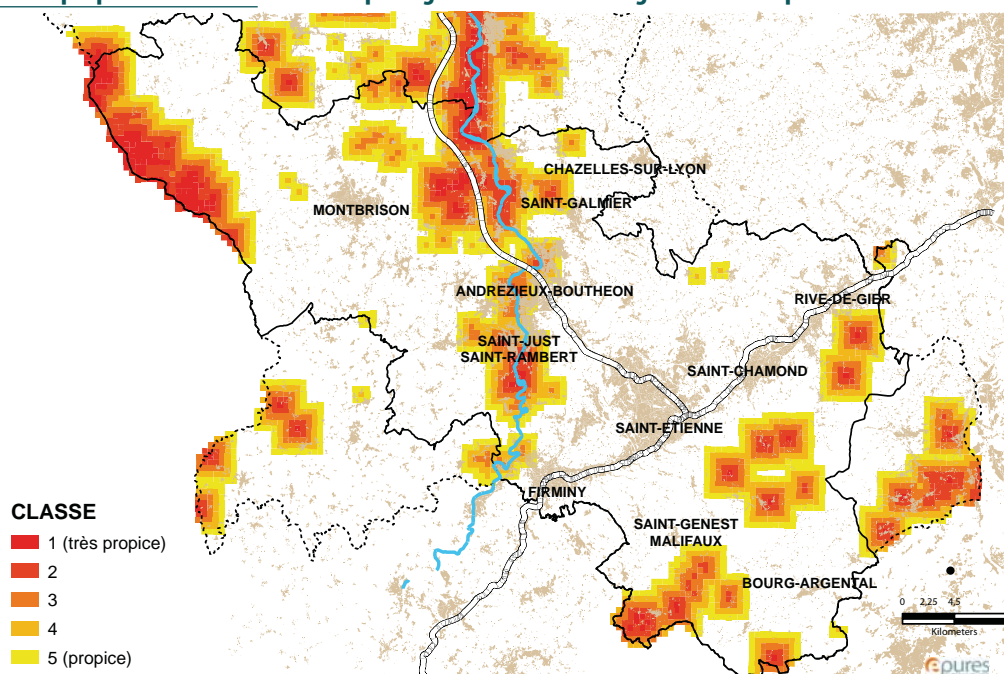 CHAZELLES-SUR-LYON
MONTBRISON
SAINT-GALMIER
ANDREZIEUX-BOUTHEON
RIVE-DE-GIER
SAINT-JUST
SAINT-RAMBERT
SAINT-CHAMOND
SAINT-ETIENNE
FIRMINY
SAINT-GENEST
MALIFAUX
BOURG-ARGENTAL
CLASSE
1 (très propice)
2
3
4
5 (propice)
0 2,25 4,5
Kilometers
epures